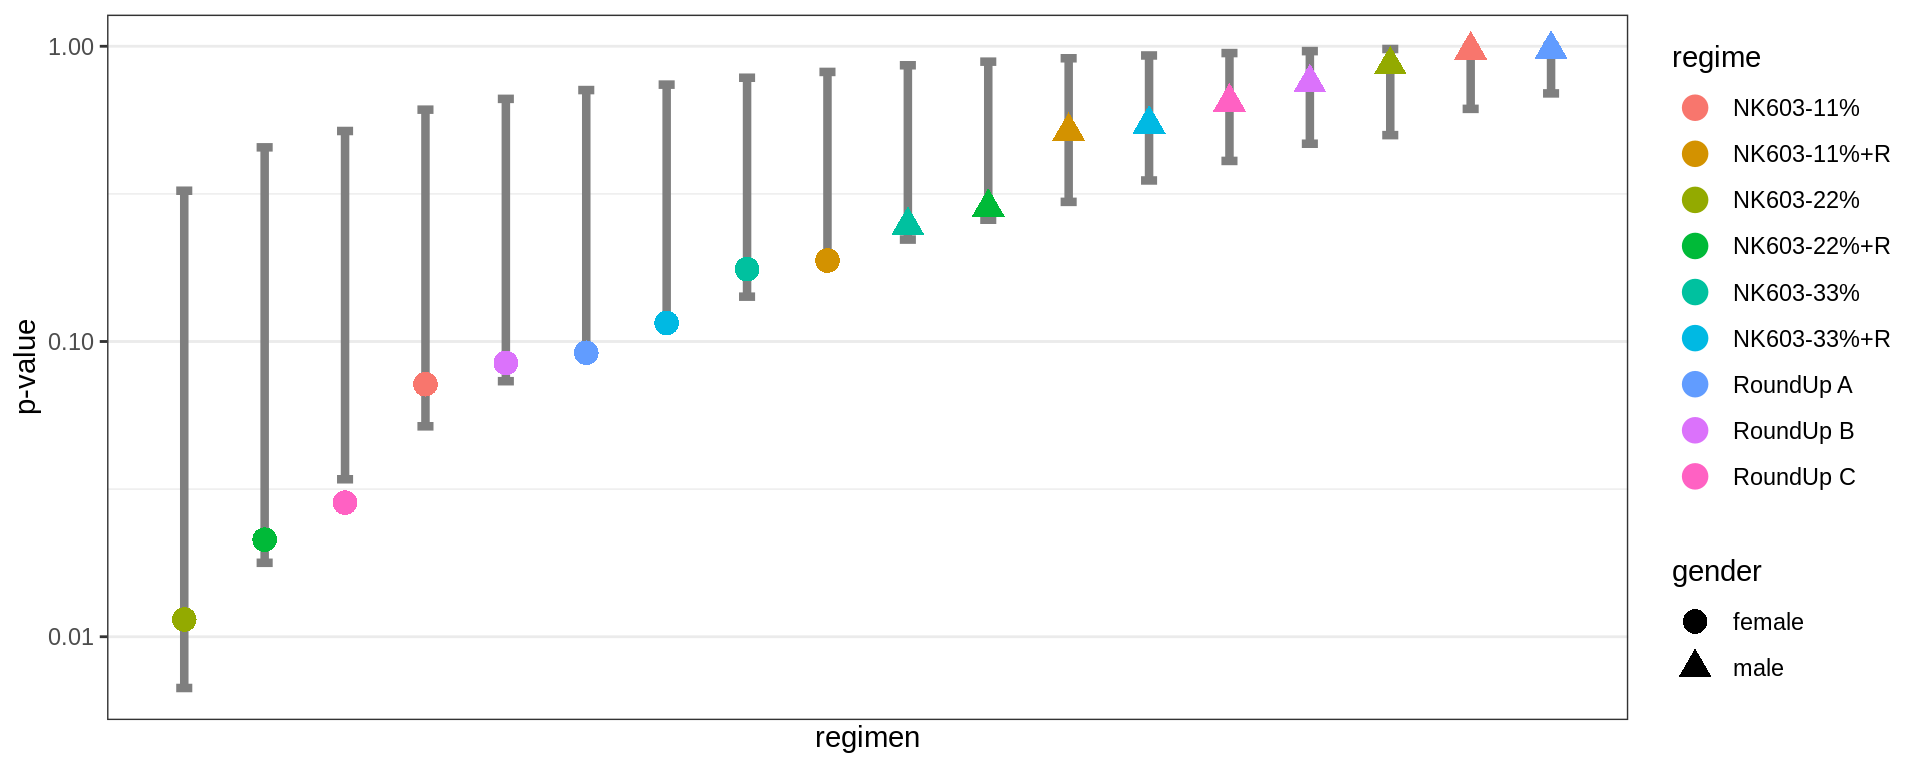 1.00
0.10
0.01
p-value
regimen
regime
NK603-11%
NK603-11%+R
NK603-22%
NK603-22%+R
NK603-33%
NK603-33%+R
RoundUp A
RoundUp B
RoundUp C
gender
female
male